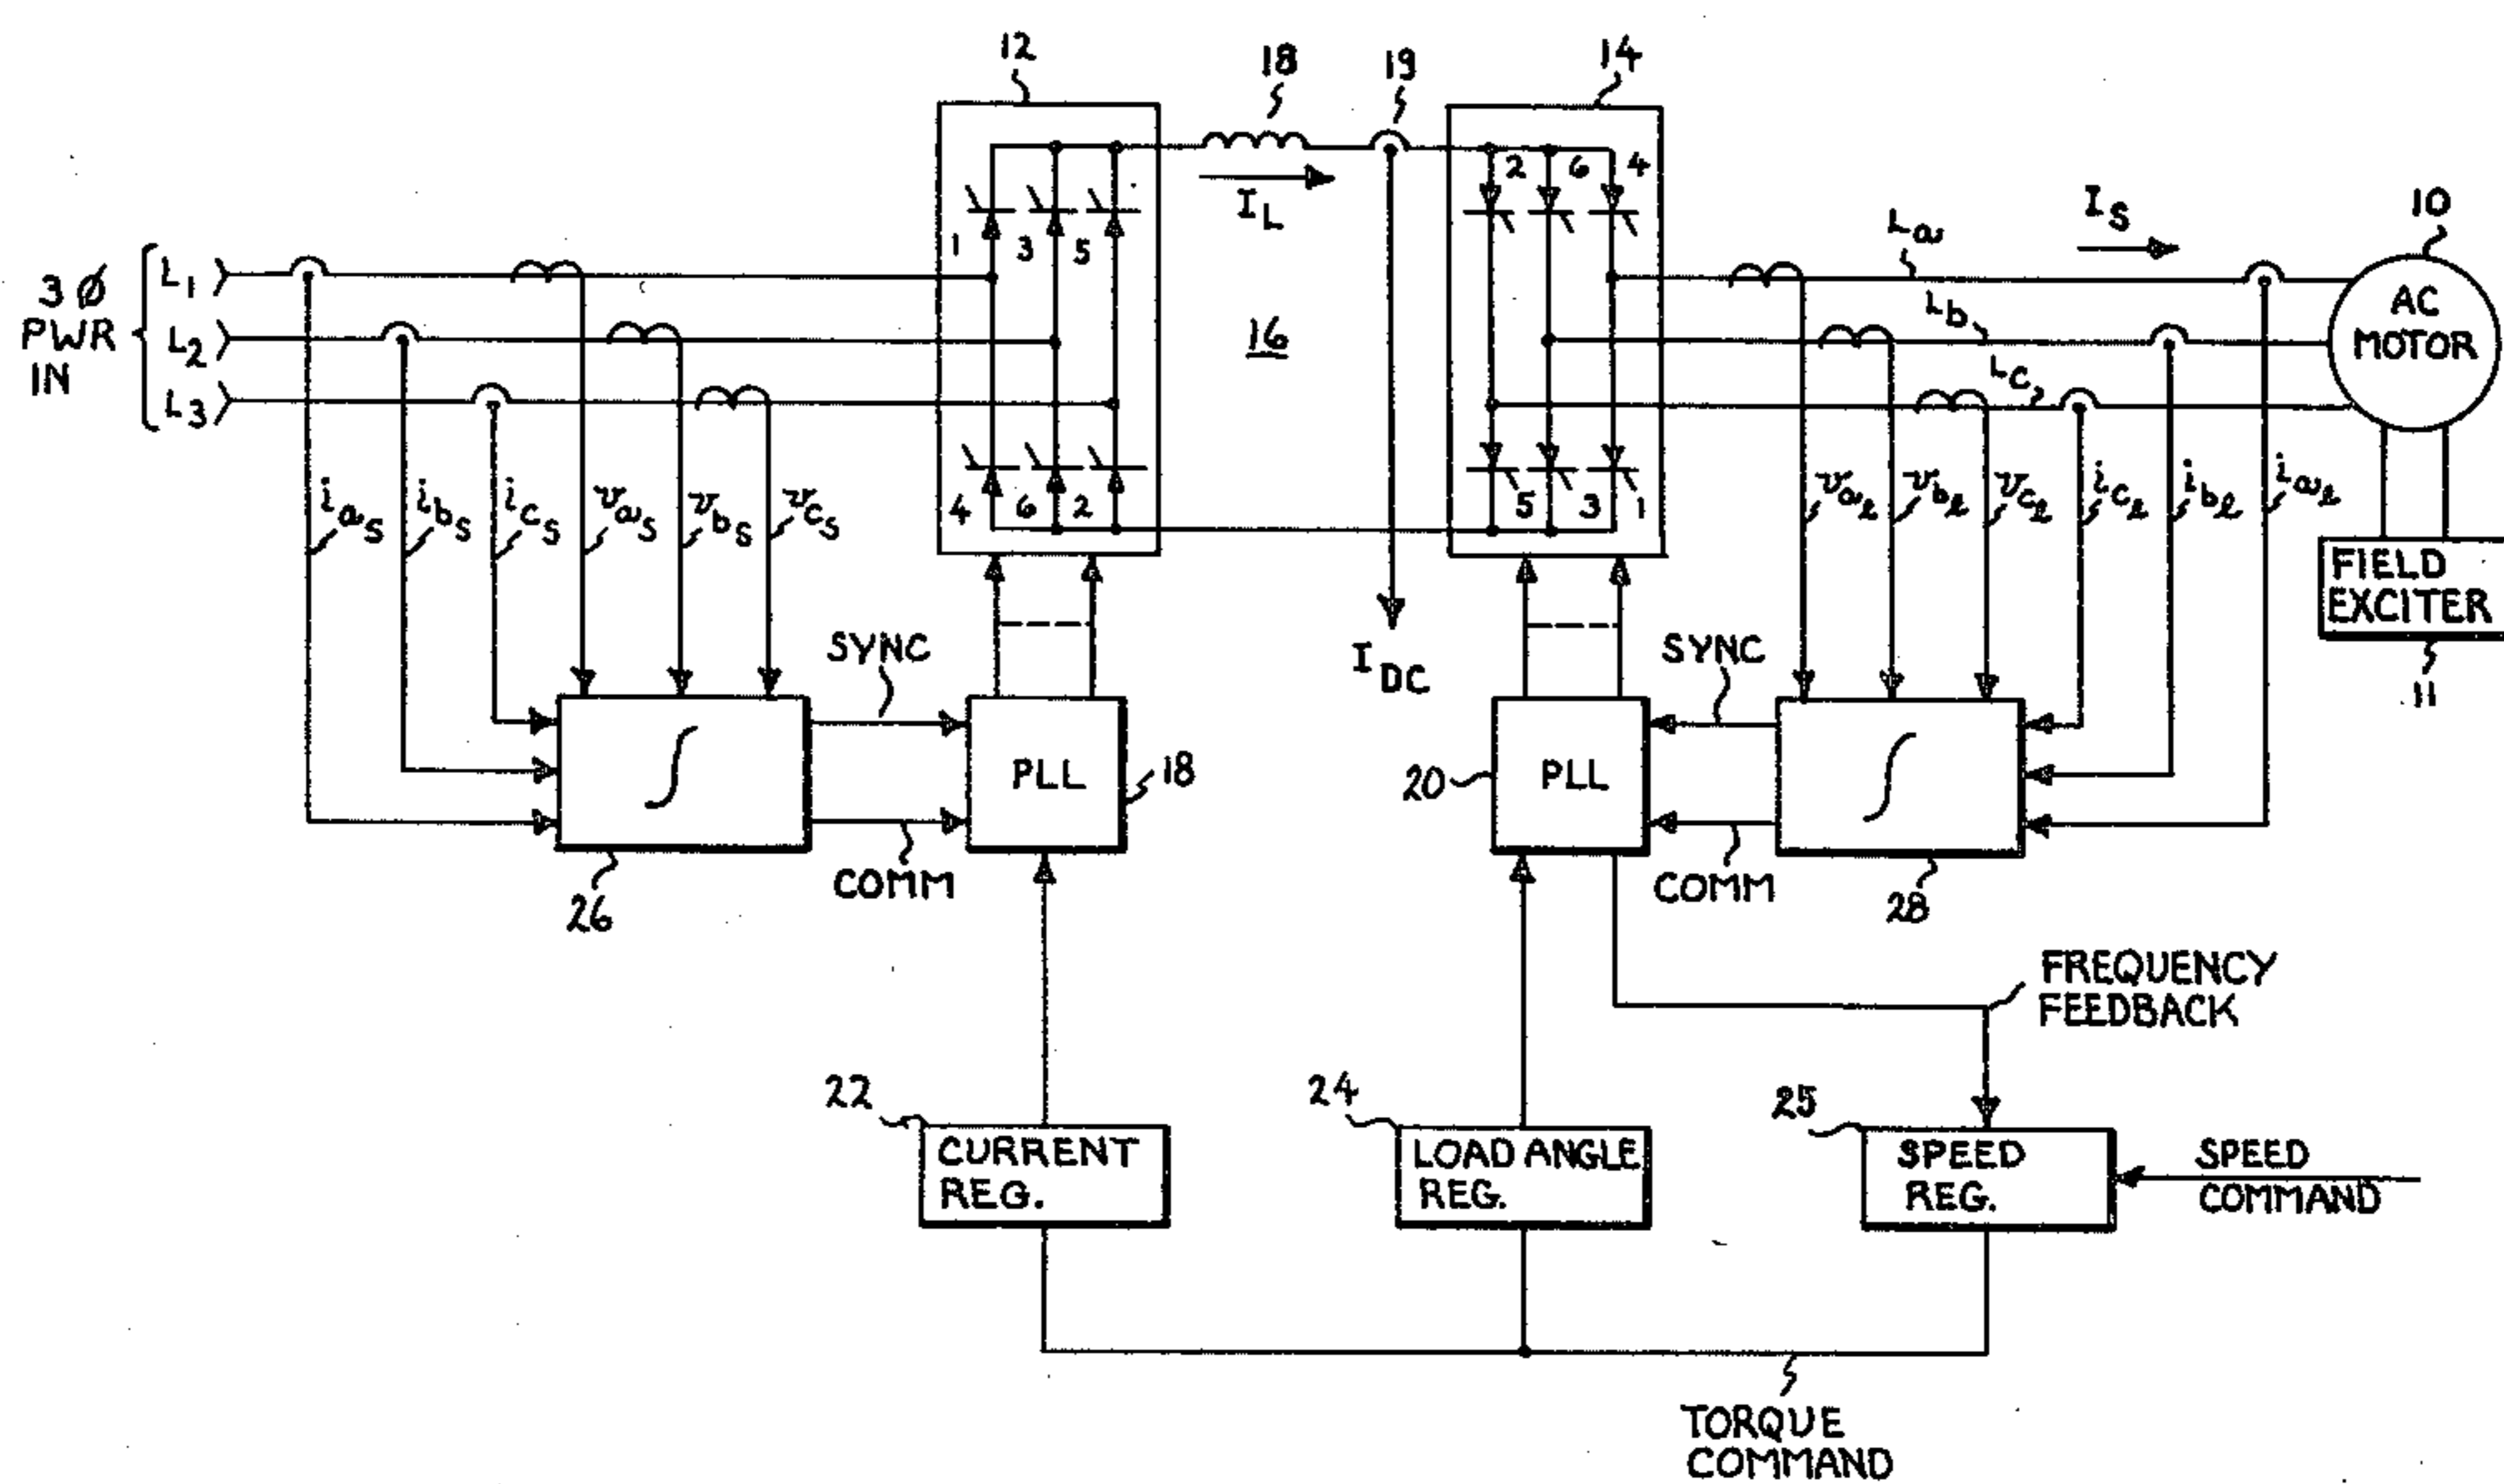 12
18
19
14
2 6 4
I_L
1 3 5
3Ø
PWR
IN
L1
L2
L3
16
La
Lb
Lc
I_S
10
AC
MOTOR
4 6 2
5 3 1
i_as
i_bs
i_cs
v_as
v_bs
v_cs
v_al
v_bl
v_cl
i_cl
i_bl
i_al
FIELD
EXCITER
11
I_DC
SYNC
SYNC
∫
PLL
18
20
PLL
∫
COMM
COMM
26
28
FREQUENCY
FEEDBACK
22
CURRENT
REG.
24
LOAD ANGLE
REG.
25
SPEED
REG.
SPEED
COMMAND
TORQUE
COMMAND